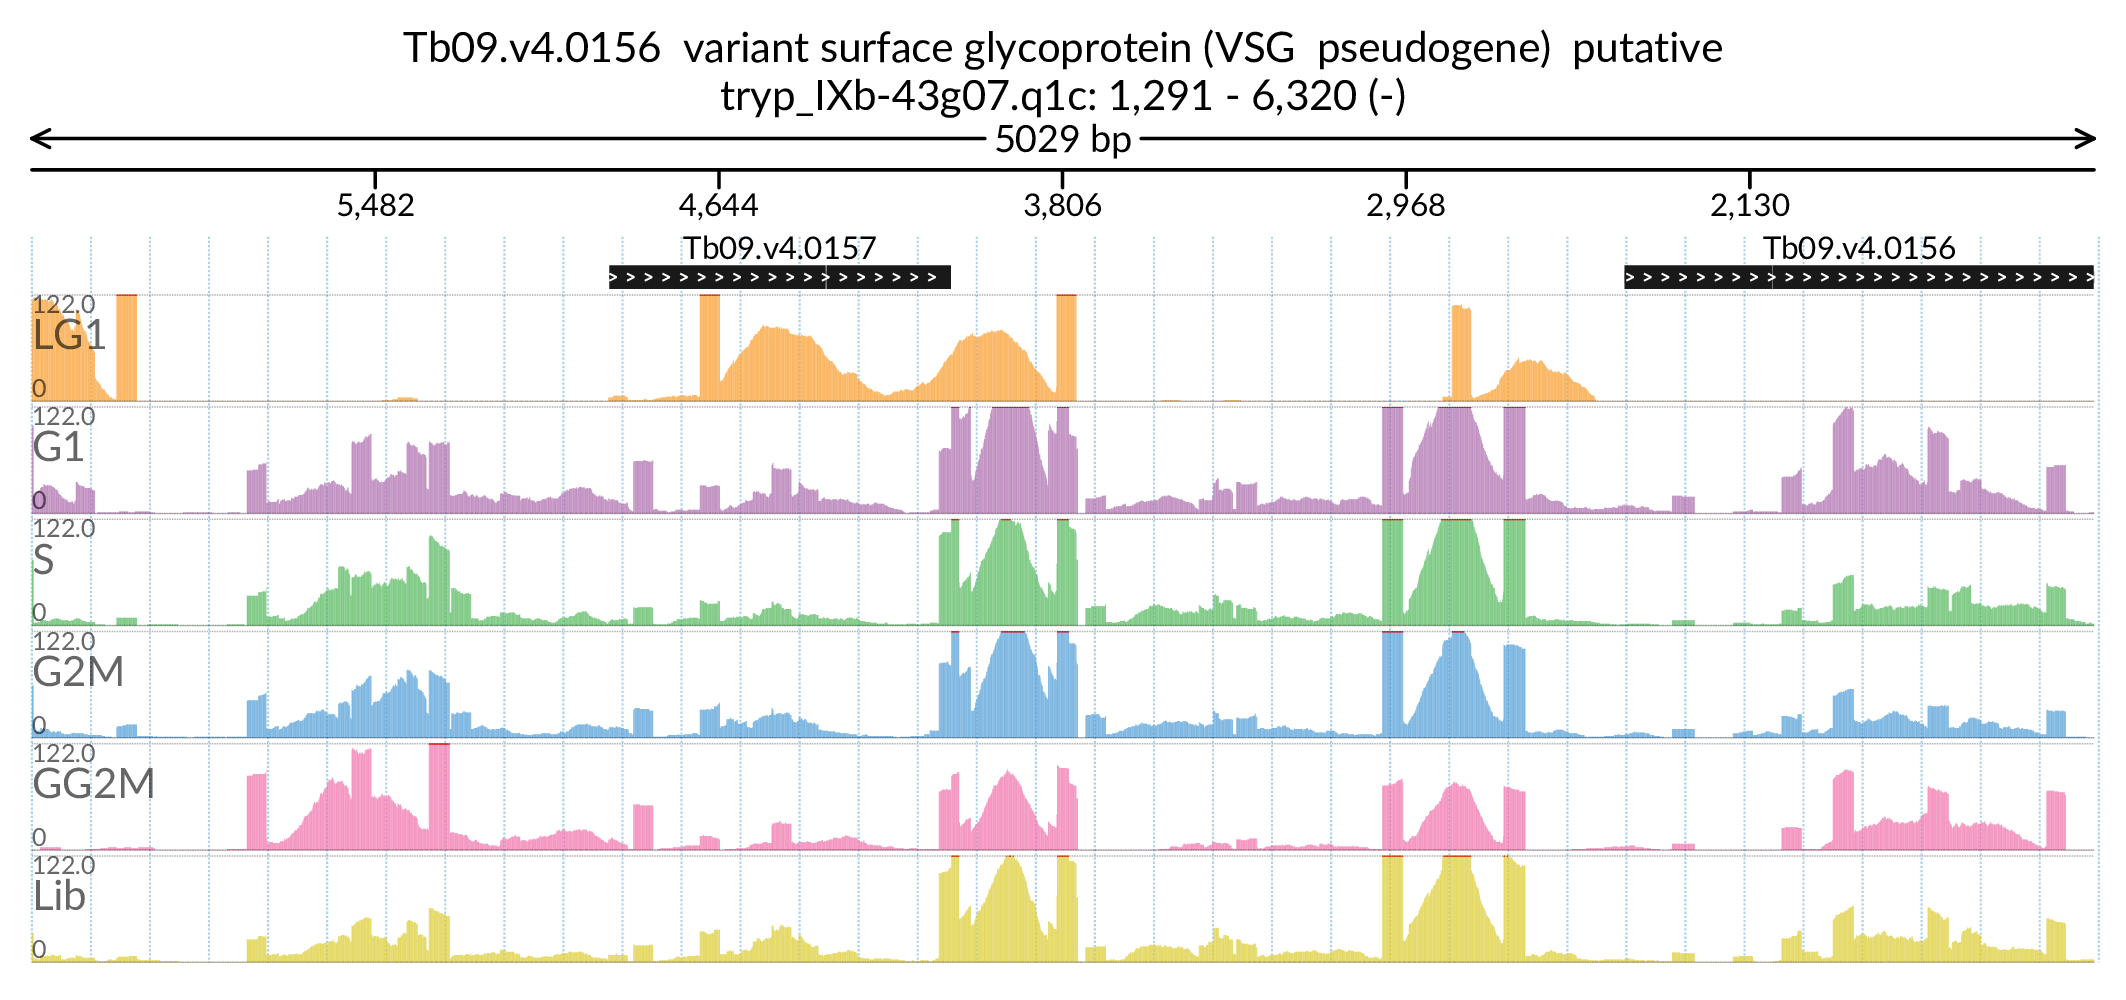 Tb09.v4.0156  variant surface glycoprotein (VSG  pseudogene)  putative
tryp_IXb-43g07.q1c: 1,291 - 6,320 (-)
5029 bp
5,482 4,644 3,806 2,968 2,130
Tb09.v4.0157 Tb09.v4.0156
122.0
LG1
0
122.0
G1
0
122.0
S
0
122.0
G2M
0
122.0
GG2M
0
122.0
Lib
0